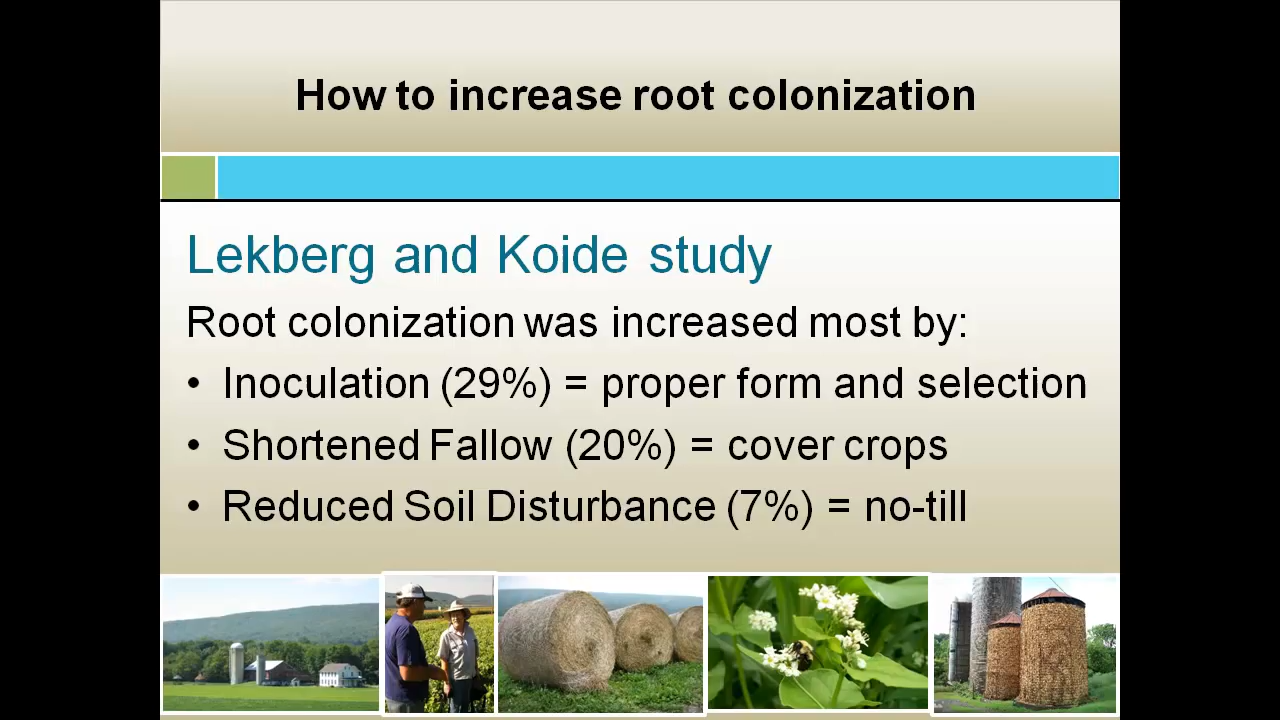 How to increase root colonization
Lekberg and Koide study
Root colonization was increased most by:
• Inoculation (29%) = proper form and selection
• Shortened Fallow (20%) = cover crops
• Reduced Soil Disturbance (7%) = no-till